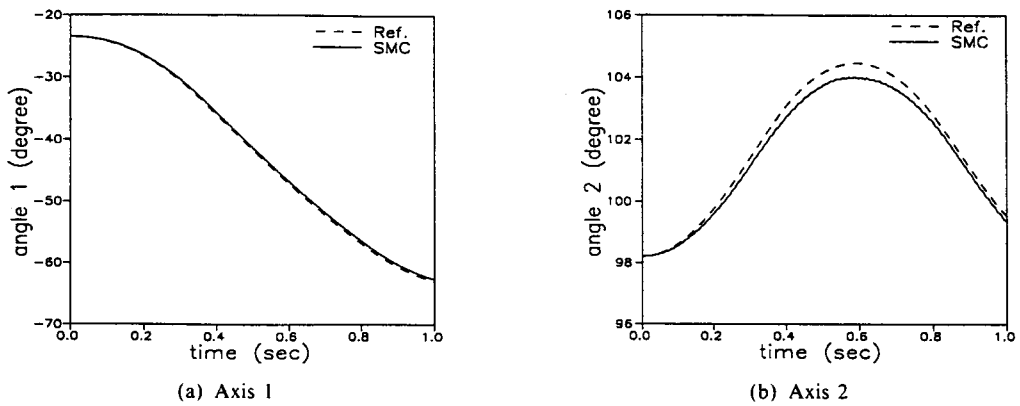 -20
-30
-40
-50
-60
-70
angle 1 (degree)
Ref.
SMC
0.0 0.2 0.4 0.6 0.8 1.0
time (sec)
(a) Axis 1
106
104
102
100
98
96
angle 2 (degree)
Ref.
SMC
0.0 0.2 0.4 0.6 0.8 1.0
time (sec)
(b) Axis 2